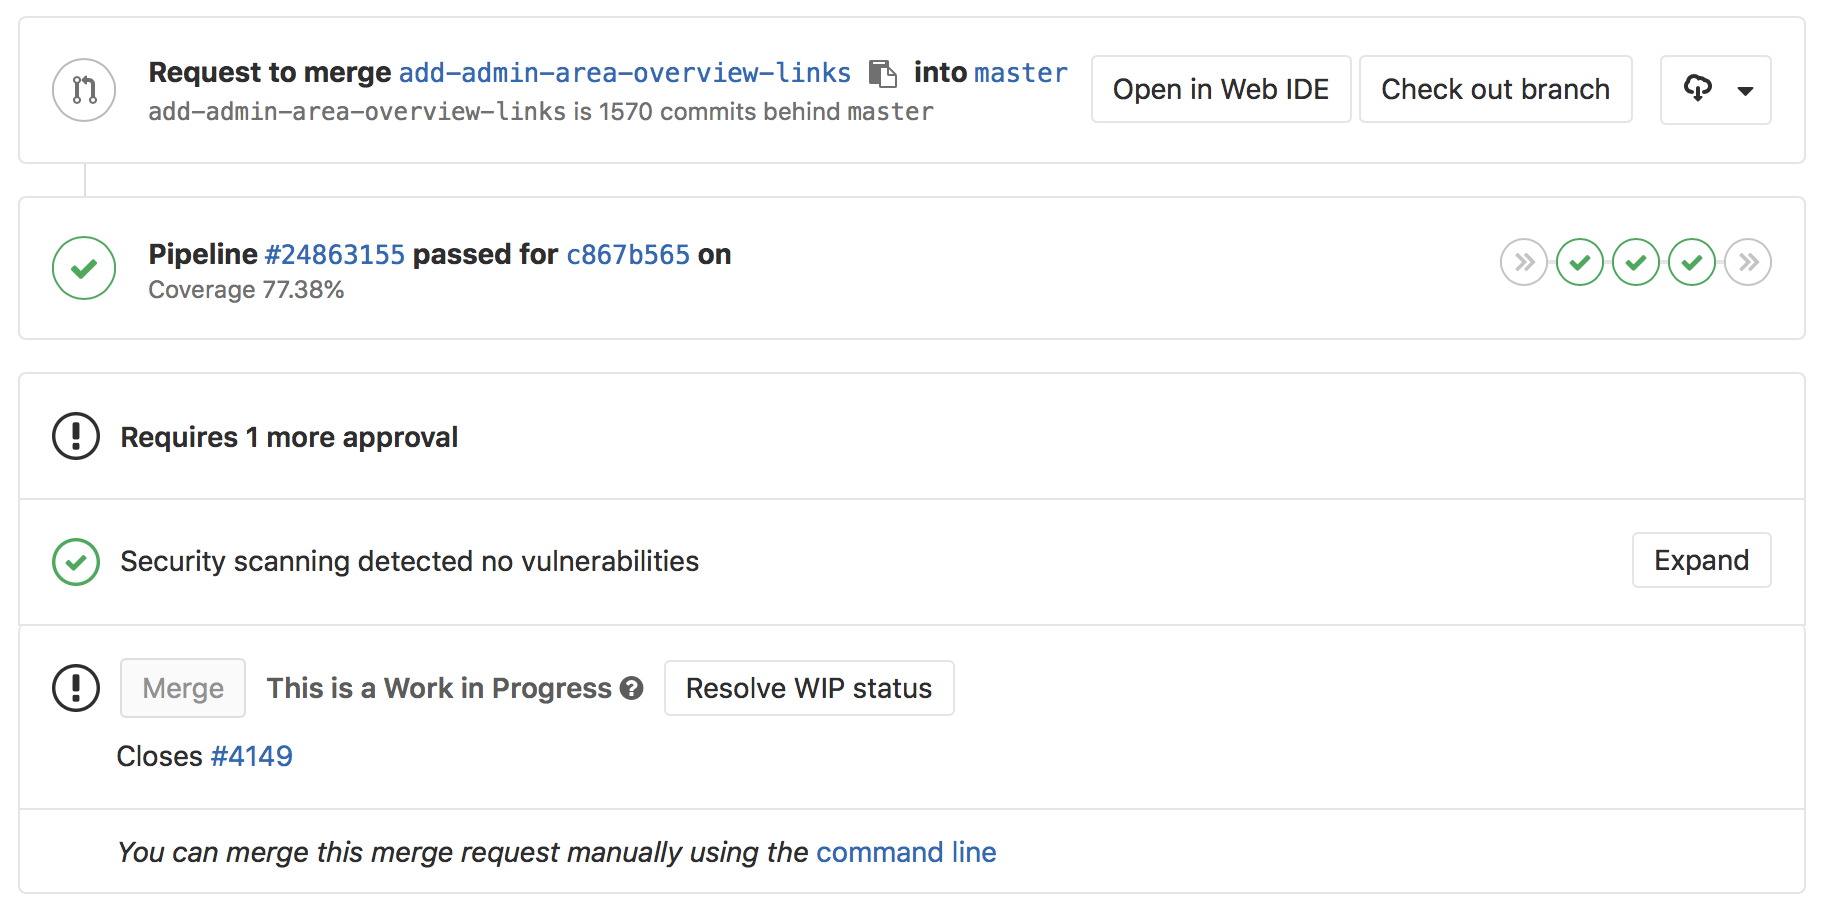 Request to merge add-admin-area-overview-links into master
add-admin-area-overview-links is 1570 commits behind master
Open in Web IDE
Check out branch
Pipeline #24863155 passed for c867b565 on
Coverage 77.38%
Requires 1 more approval
Security scanning detected no vulnerabilities
Expand
Merge
This is a Work in Progress
Resolve WIP status
Closes #4149
You can merge this merge request manually using the command line